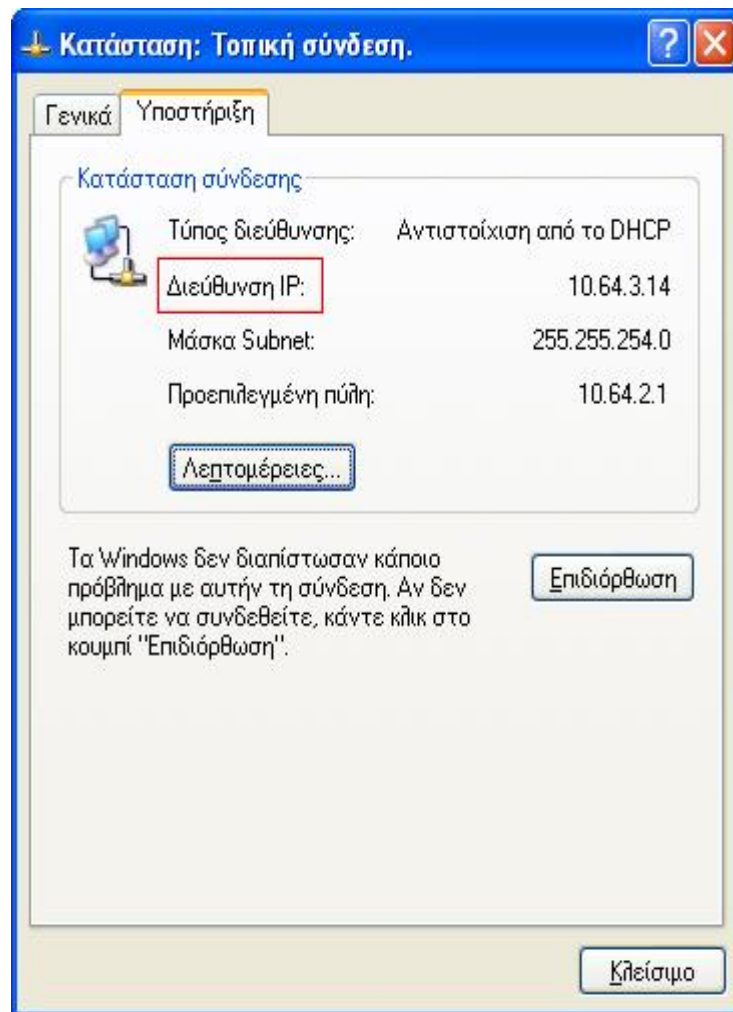 Κατάσταση: Τοπική σύνδεση.
Γενικά Υποστήριξη
Κατάσταση σύνδεσης
Τύπος διεύθυνσης: Αντιστοίχιση από το DHCP
Διεύθυνση IP: 10.64.3.14
Μάσκα Subnet: 255.255.254.0
Προεπιλεγμένη πύλη: 10.64.2.1
Λεπτομέρειες...
Τα Windows δεν διαπίστωσαν κάποιο
πρόβλημα με αυτήν τη σύνδεση. Αν δεν
μπορείτε να συνδεθείτε, κάντε κλικ στο
κουμπί "Επιδιόρθωση".
Επιδιόρθωση
Κλείσιμο